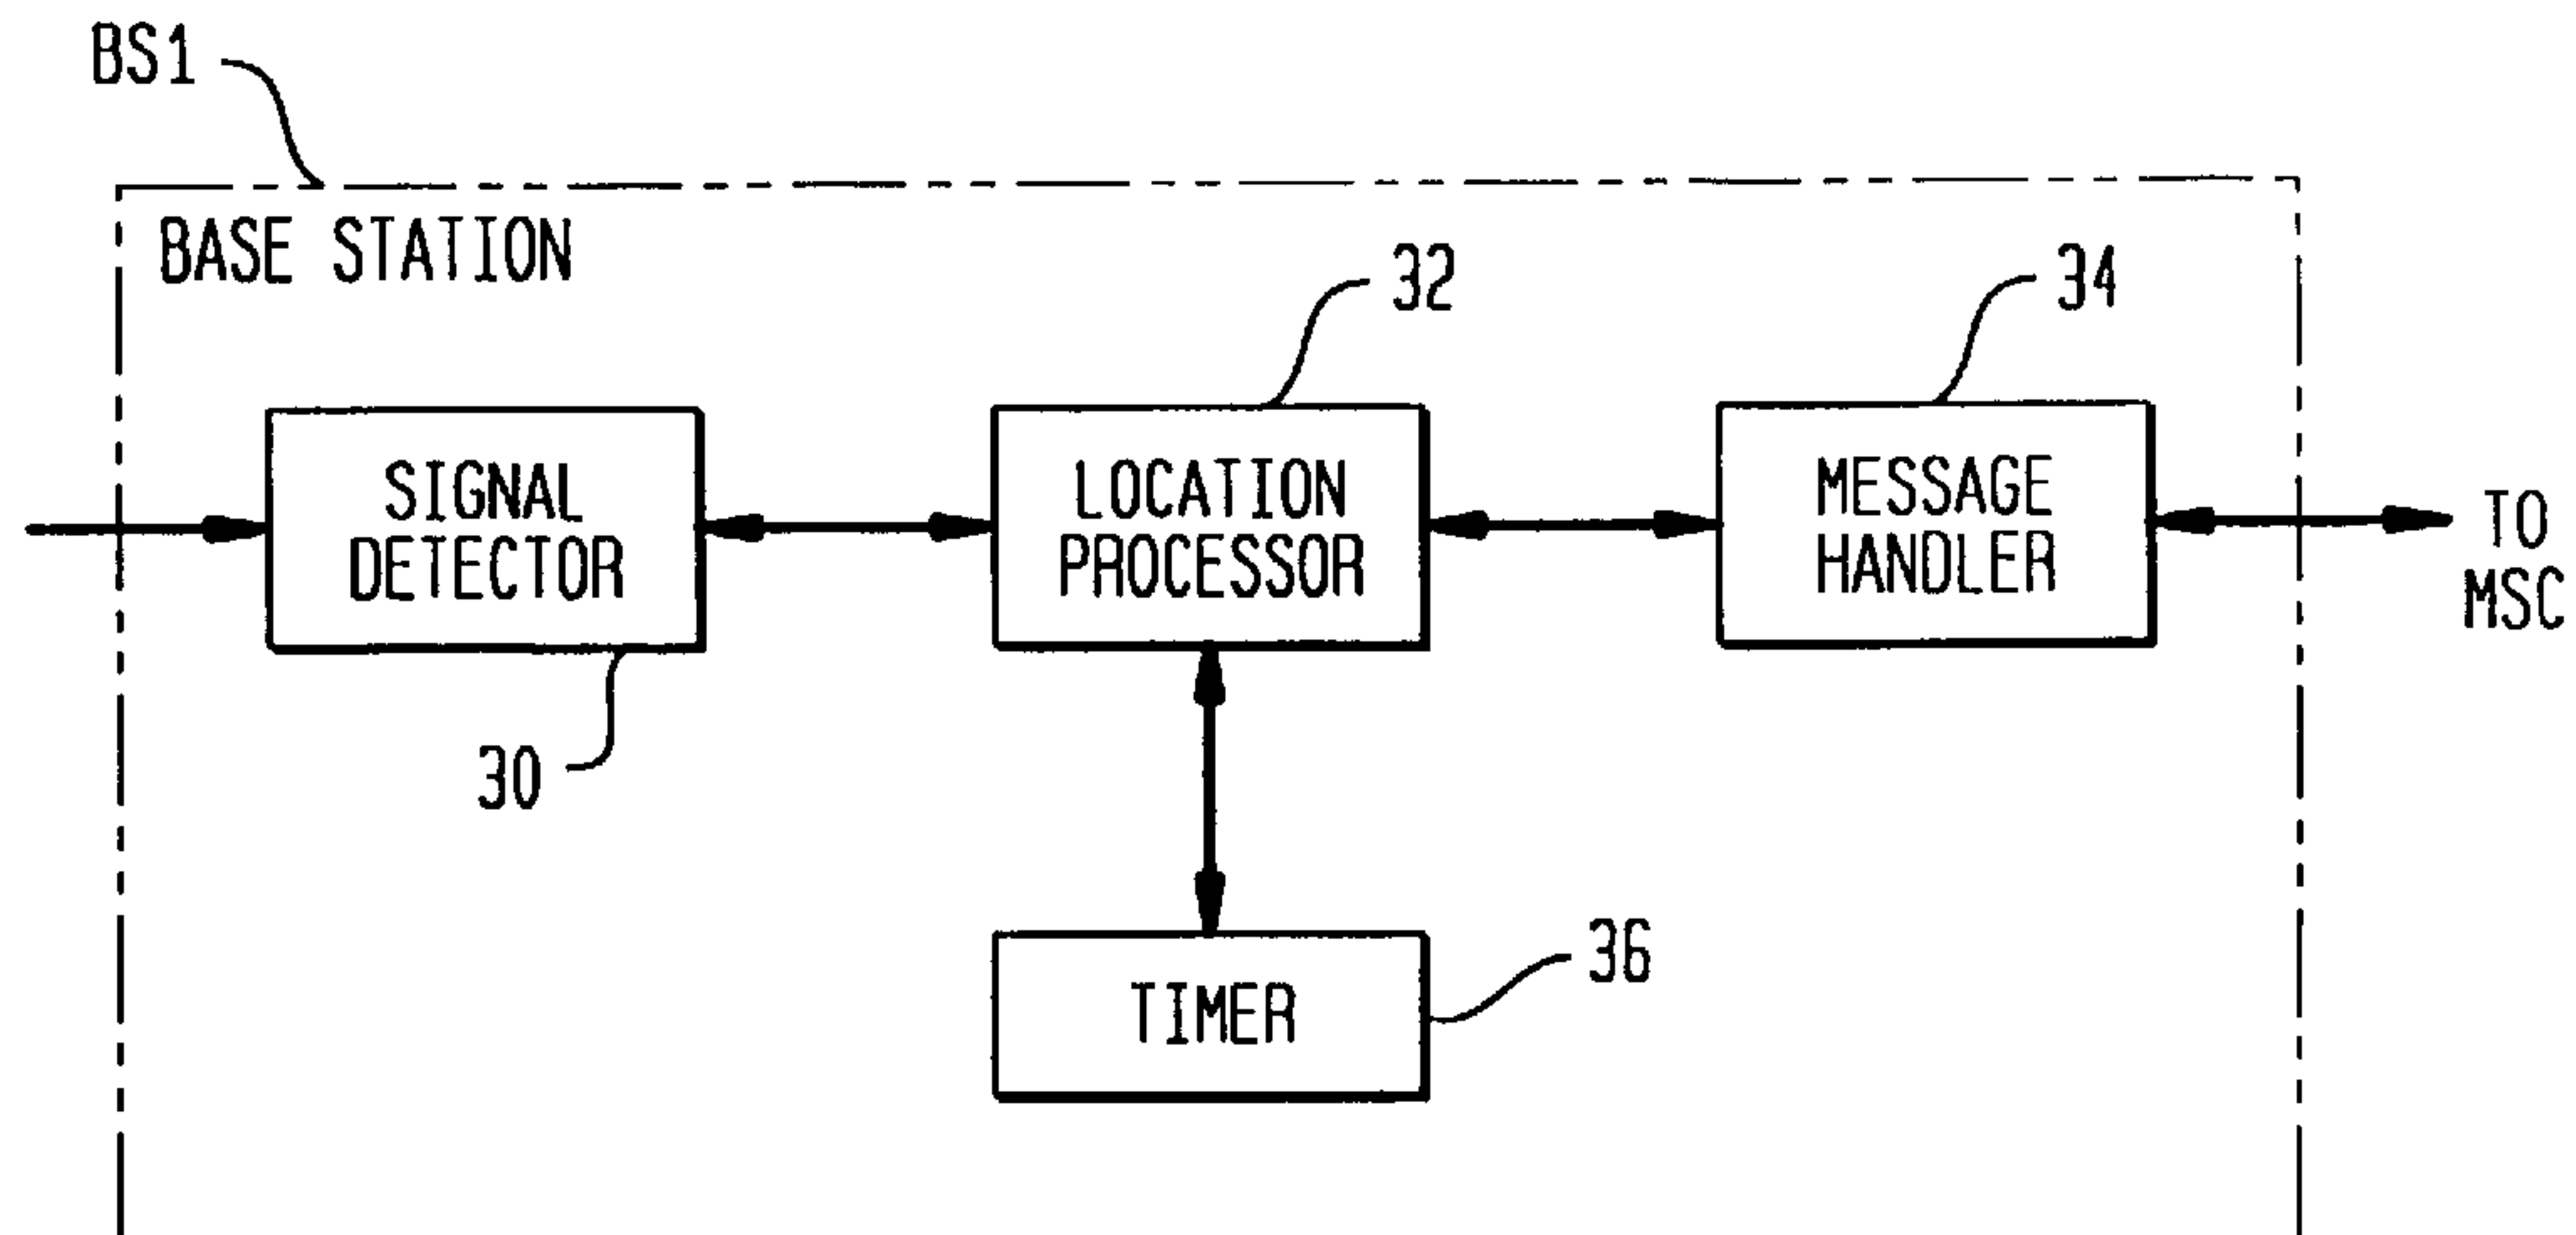 BS1
BASE STATION
32
34
SIGNAL
DETECTOR
LOCATION
PROCESSOR
MESSAGE
HANDLER
TO
MSC
30
36
TIMER